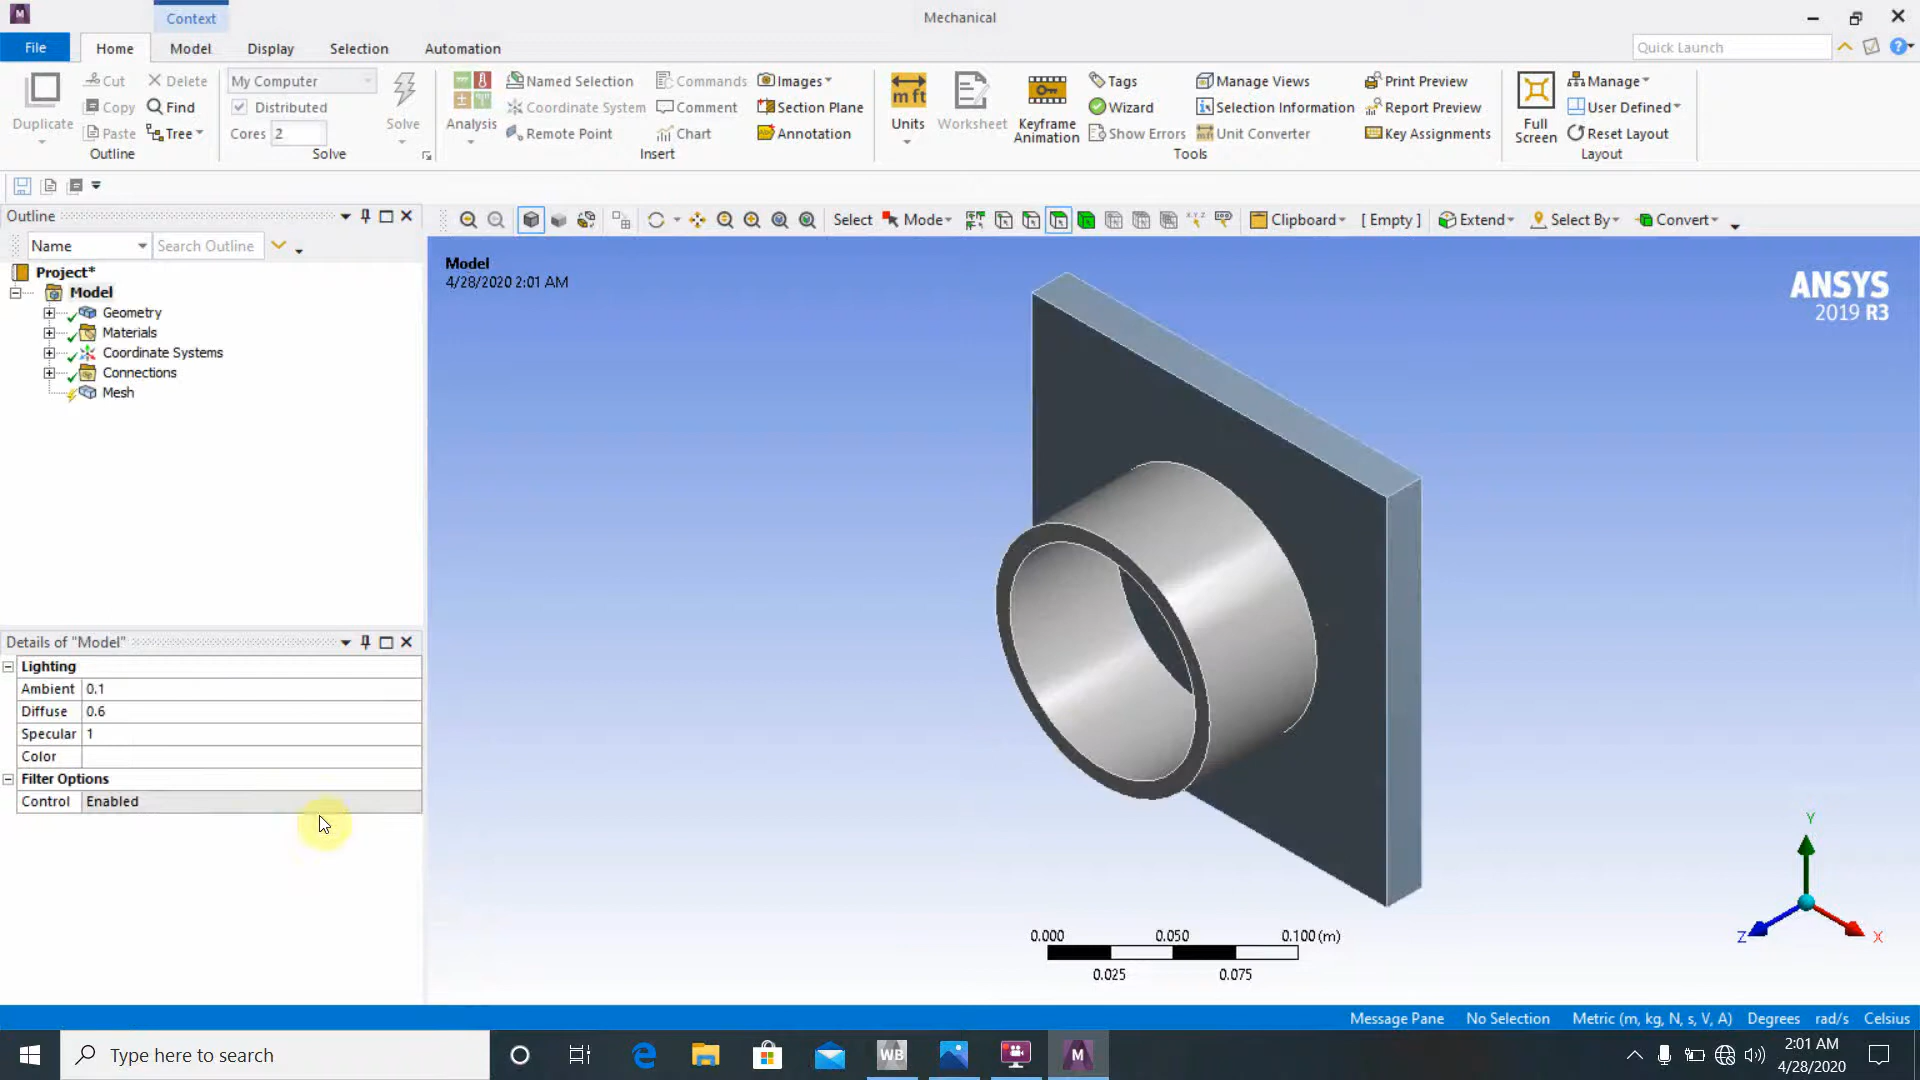 Context
Mechanical
File
Home
Model
Display
Selection
Automation
Quick Launch
Duplicate
Cut
Copy
Paste
Delete
Find
Tree
Outline
My Computer
Distributed
Cores 2
Solve
Solve
Analysis
Named Selection
Coordinate System
Remote Point
Commands
Comment
Chart
Images
Section Plane
Annotation
Insert
mft
Units
Worksheet
Keyframe
Animation
Tags
Wizard
Show Errors
Manage Views
Selection Information
Unit Converter
Print Preview
Report Preview
Key Assignments
Tools
Full
Screen
Manage
User Defined
Reset Layout
Layout
Outline
Name
Search Outline
Project*
Model
Geometry
Materials
Coordinate Systems
Connections
Mesh
Select
Mode
Clipboard
[ Empty ]
Extend
Select By
Convert
Model
4/28/2020 2:01 AM
ANSYS
2019 R3
Details of "Model"
Lighting
Ambient 0.1
Diffuse 0.6
Specular 1
Color
Filter Options
Control Enabled
0.000
0.050
0.100 (m)
0.025
0.075
Y
Z
X
Message Pane
No Selection
Metric (m, kg, N, s, V, A)
Degrees
rad/s
Celsius
Type here to search
WB
M
2:01 AM
4/28/2020